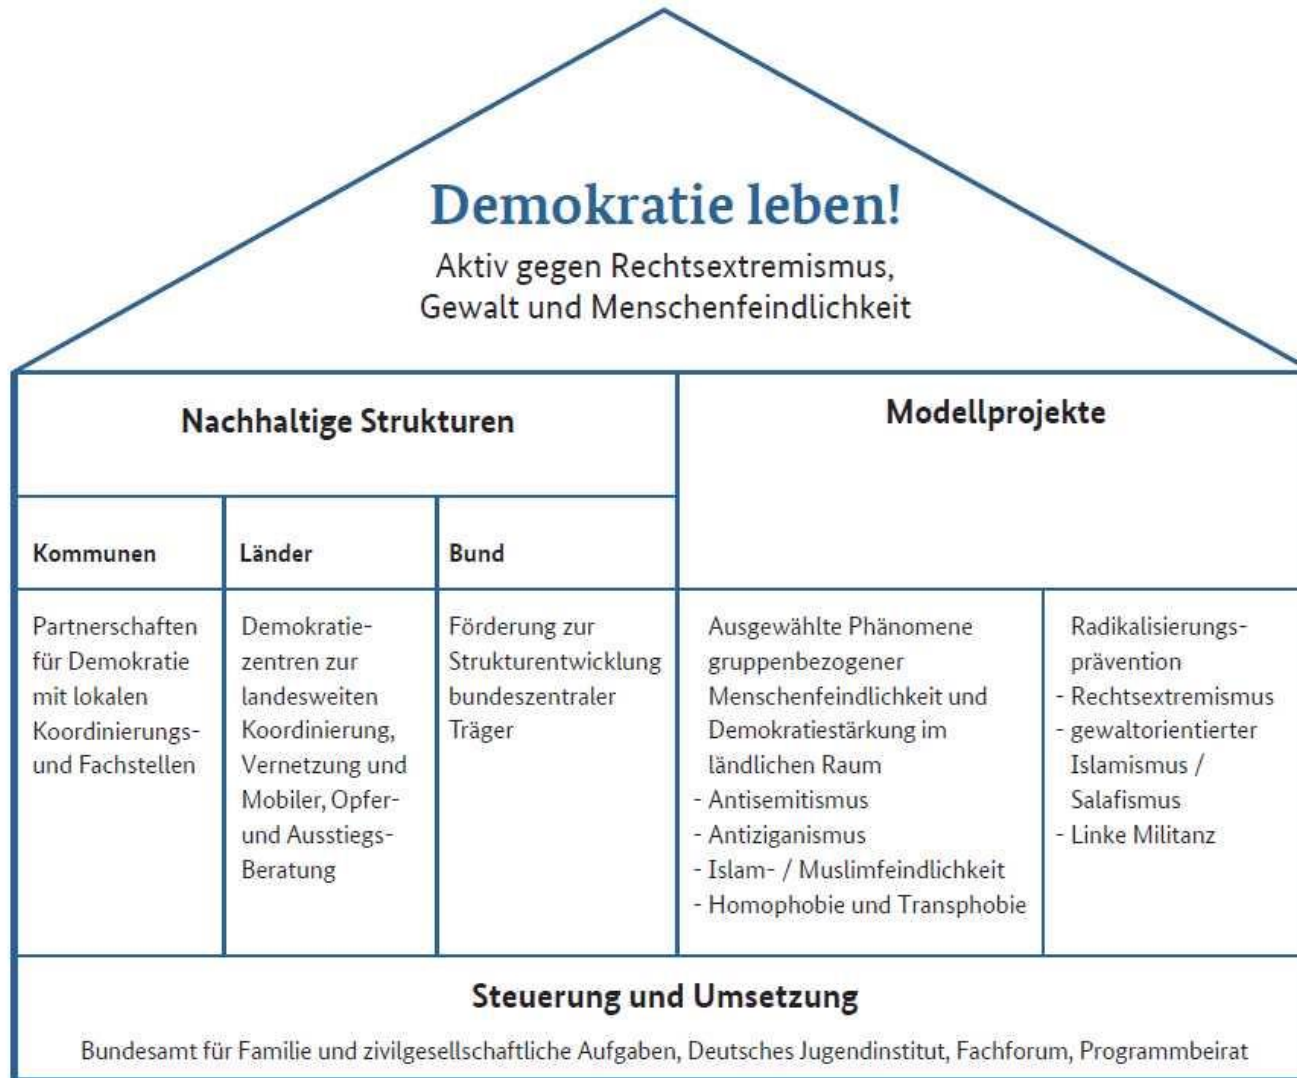 Demokratie leben!
Aktiv gegen Rechtsextremismus,
Gewalt und Menschenfeindlichkeit
Nachhaltige Strukturen
Modellprojekte
Kommunen
Länder
Bund
Partnerschaften
für Demokratie
mit lokalen
Koordinierungs-
und Fachstellen
Demokratie-
zentren zur
landesweiten
Koordinierung,
Vernetzung und
Mobiler, Opfer-
und Ausstiegs-
Beratung
Förderung zur
Strukturentwicklung
bundeszentraler
Träger
Ausgewählte Phänomene
gruppenbezogener
Menschenfeindlichkeit und
Demokratiestärkung im
ländlichen Raum
- Antisemitismus
- Antiziganismus
- Islam- / Muslimfeindlichkeit
- Homophobie und Transphobie
Radikalisierungs-
prävention
- Rechtsextremismus
- gewaltorientierter
Islamismus /
Salafismus
- Linke Militanz
Steuerung und Umsetzung
Bundesamt für Familie und zivilgesellschaftliche Aufgaben, Deutsches Jugendinstitut, Fachforum, Programmbeirat